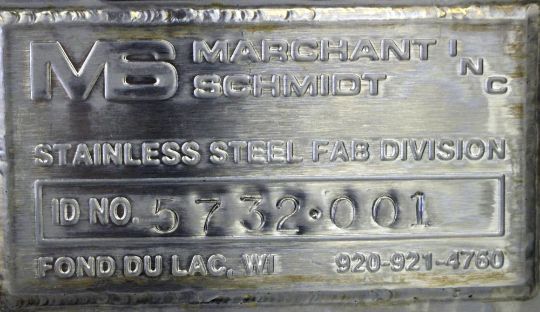 MS MARCHANT INC
SCHMIDT
STAINLESS STEEL FAB DIVISION
ID NO. 5732·001
FOND DU LAC, WI 920-921-4760